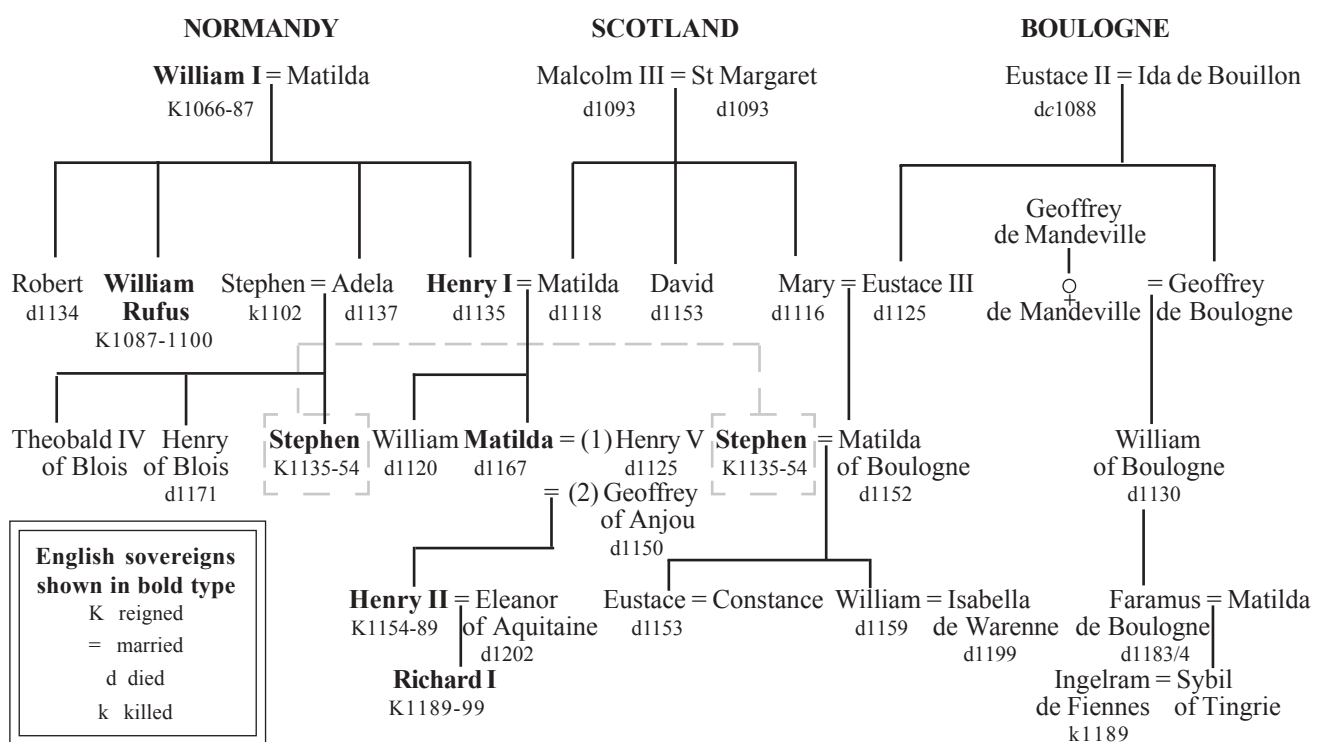 NORMANDY SCOTLAND BOULOGNE
William I = Matilda Malcolm III = St Margaret Eustace II = Ida de Bouillon
K1066-87 d1093 d1093 dc1088
Geoffrey
de Mandeville
Robert William Stephen = Adela Henry I = Matilda David Mary = Eustace III ♀ = Geoffrey
d1134 Rufus k1102 d1137 d1135 d1118 d1153 d1116 d1125 de Mandeville de Boulogne
K1087-1100
Theobald IV Henry Stephen William Matilda = (1) Henry V Stephen = Matilda William
of Blois of Blois K1135-54 d1120 d1167 d1125 K1135-54 of Boulogne of Boulogne
d1171 = (2) Geoffrey d1152 d1130
of Anjou
d1150
English sovereigns
shown in bold type
K reigned
= married
d died
k killed
Henry II = Eleanor Eustace = Constance William = Isabella Faramus = Matilda
K1154-89 of Aquitaine d1153 d1159 de Warenne de Boulogne
d1202 d1199 d1183/4
Richard I Ingelram = Sybil
K1189-99 de Fiennes of Tingrie
k1189